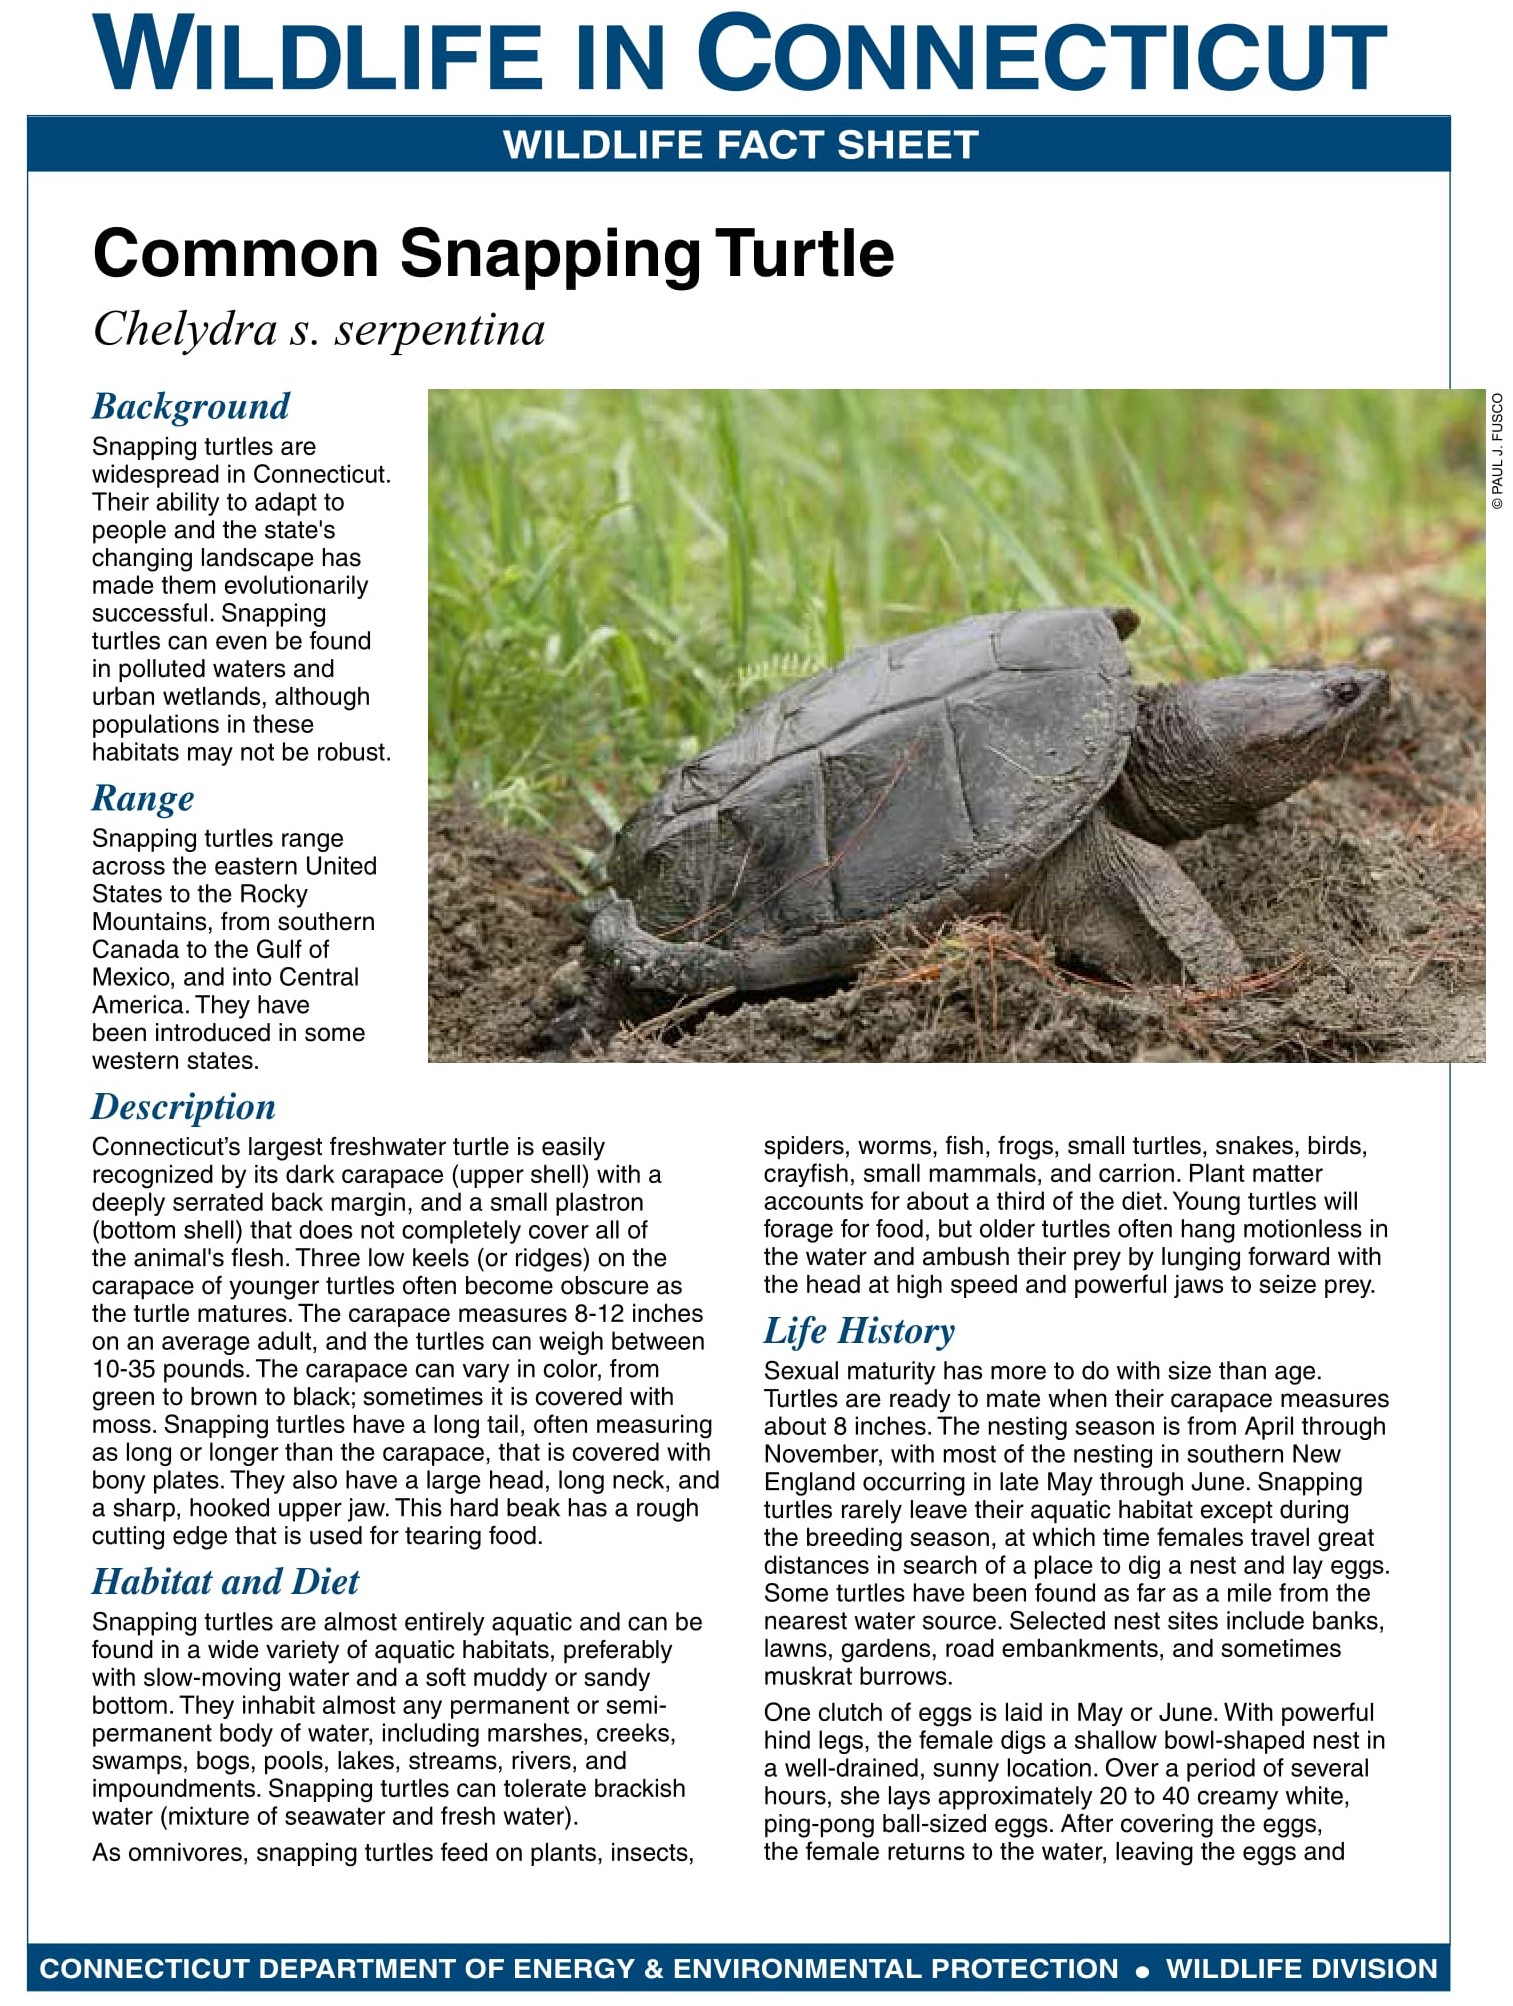 WILDLIFE IN CONNECTICUT
WILDLIFE FACT SHEET
Common Snapping Turtle
Chelydra s. serpentina
Background
Snapping turtles are
widespread in Connecticut.
Their ability to adapt to
people and the state's
changing landscape has
made them evolutionarily
successful. Snapping
turtles can even be found
in polluted waters and
urban wetlands, although
populations in these
habitats may not be robust.
Range
Snapping turtles range
across the eastern United
States to the Rocky
Mountains, from southern
Canada to the Gulf of
Mexico, and into Central
America. They have
been introduced in some
western states.
© PAUL J. FUSCO
Description
Connecticut’s largest freshwater turtle is easily
recognized by its dark carapace (upper shell) with a
deeply serrated back margin, and a small plastron
(bottom shell) that does not completely cover all of
the animal's flesh. Three low keels (or ridges) on the
carapace of younger turtles often become obscure as
the turtle matures. The carapace measures 8-12 inches
on an average adult, and the turtles can weigh between
10-35 pounds. The carapace can vary in color, from
green to brown to black; sometimes it is covered with
moss. Snapping turtles have a long tail, often measuring
as long or longer than the carapace, that is covered with
bony plates. They also have a large head, long neck, and
a sharp, hooked upper jaw. This hard beak has a rough
cutting edge that is used for tearing food.
Habitat and Diet
Snapping turtles are almost entirely aquatic and can be
found in a wide variety of aquatic habitats, preferably
with slow-moving water and a soft muddy or sandy
bottom. They inhabit almost any permanent or semi-
permanent body of water, including marshes, creeks,
swamps, bogs, pools, lakes, streams, rivers, and
impoundments. Snapping turtles can tolerate brackish
water (mixture of seawater and fresh water).
As omnivores, snapping turtles feed on plants, insects,
spiders, worms, fish, frogs, small turtles, snakes, birds,
crayfish, small mammals, and carrion. Plant matter
accounts for about a third of the diet. Young turtles will
forage for food, but older turtles often hang motionless in
the water and ambush their prey by lunging forward with
the head at high speed and powerful jaws to seize prey.
Life History
Sexual maturity has more to do with size than age.
Turtles are ready to mate when their carapace measures
about 8 inches. The nesting season is from April through
November, with most of the nesting in southern New
England occurring in late May through June. Snapping
turtles rarely leave their aquatic habitat except during
the breeding season, at which time females travel great
distances in search of a place to dig a nest and lay eggs.
Some turtles have been found as far as a mile from the
nearest water source. Selected nest sites include banks,
lawns, gardens, road embankments, and sometimes
muskrat burrows.
One clutch of eggs is laid in May or June. With powerful
hind legs, the female digs a shallow bowl-shaped nest in
a well-drained, sunny location. Over a period of several
hours, she lays approximately 20 to 40 creamy white,
ping-pong ball-sized eggs. After covering the eggs,
the female returns to the water, leaving the eggs and
CONNECTICUT DEPARTMENT OF ENERGY & ENVIRONMENTAL PROTECTION ● WILDLIFE DIVISION